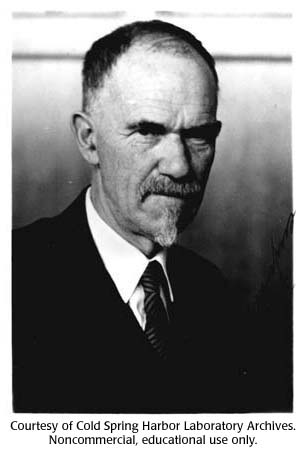 Courtesy of Cold Spring Harbor Laboratory Archives.
Noncommercial, educational use only.